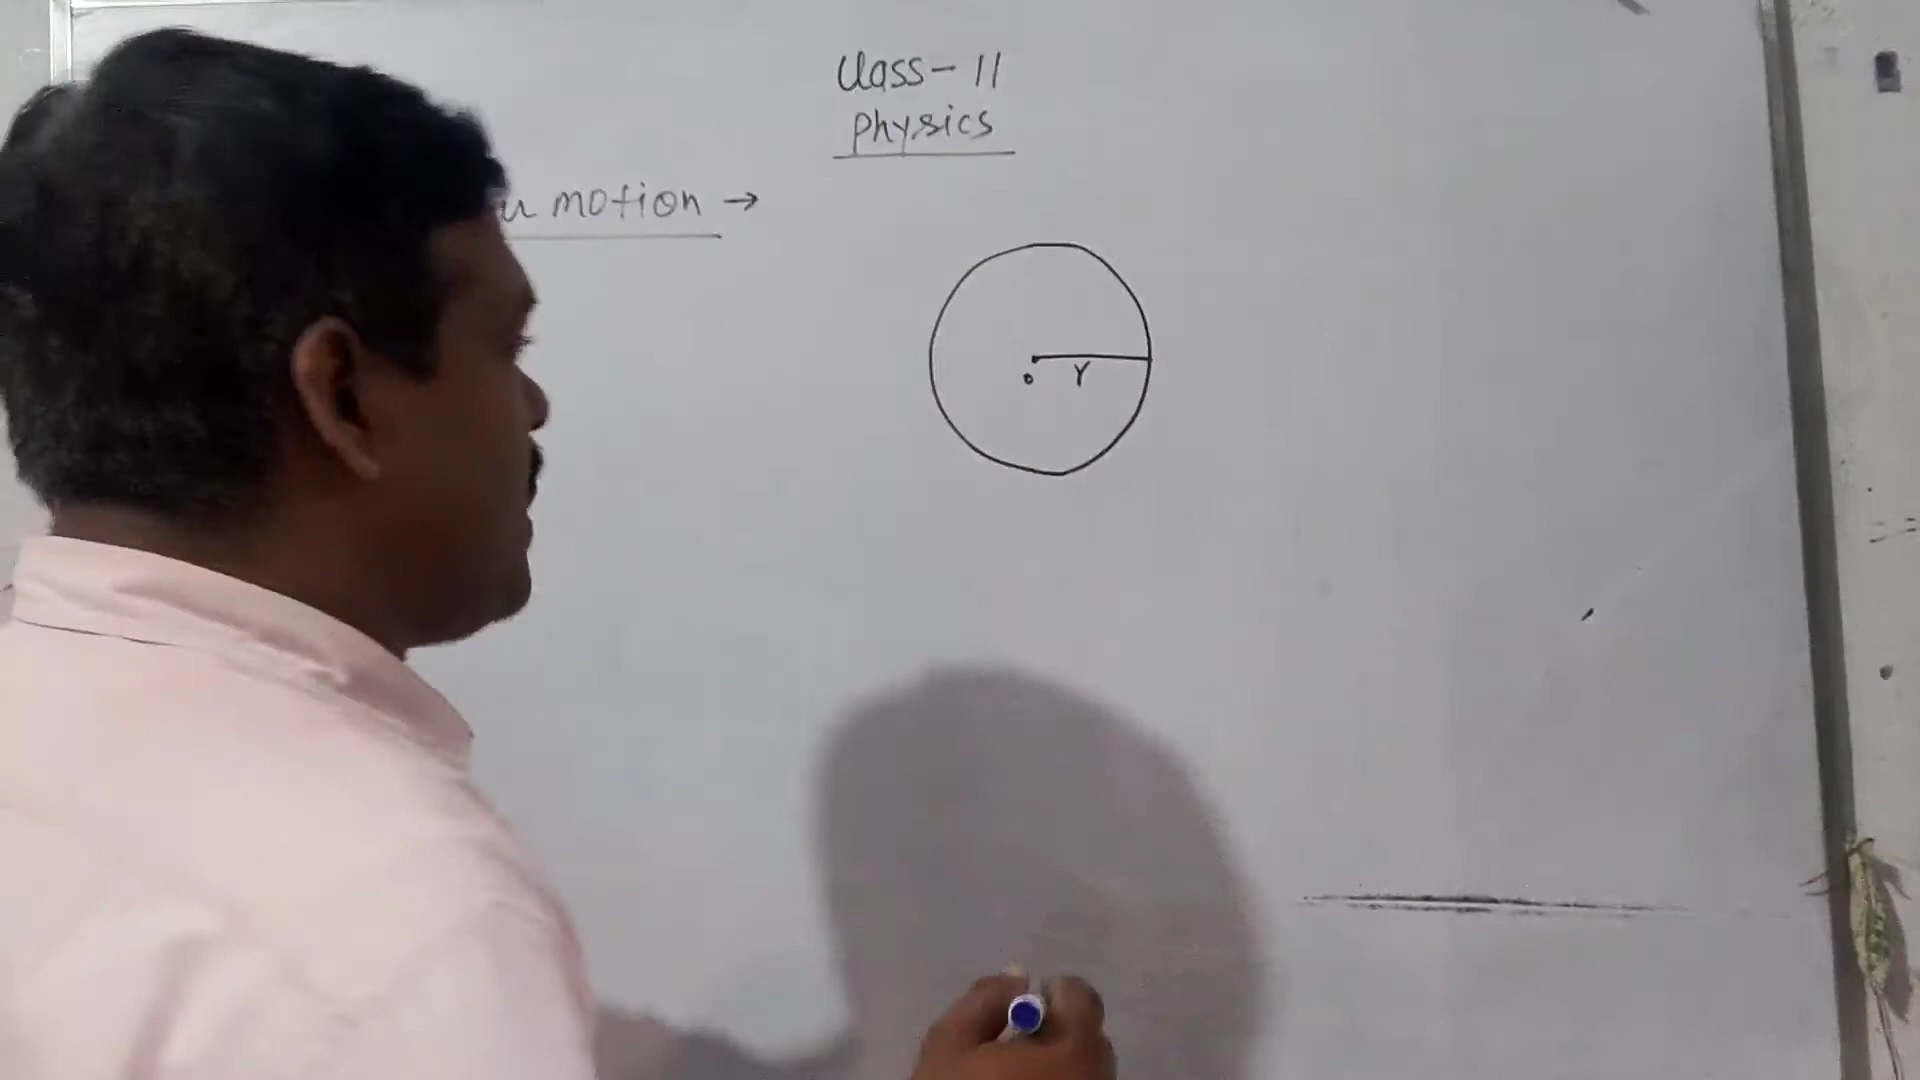 Class - 11
Physics
motion →
o r